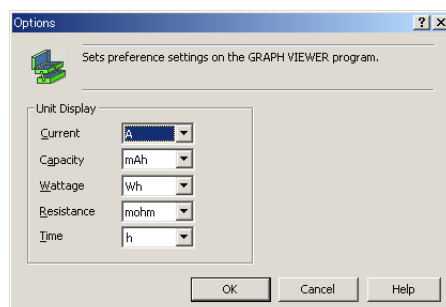 Options
Sets preference settings on the GRAPH VIEWER program.
Unit Display
Current A
Capacity mAh
Wattage Wh
Resistance mohm
Time h
OK Cancel Help